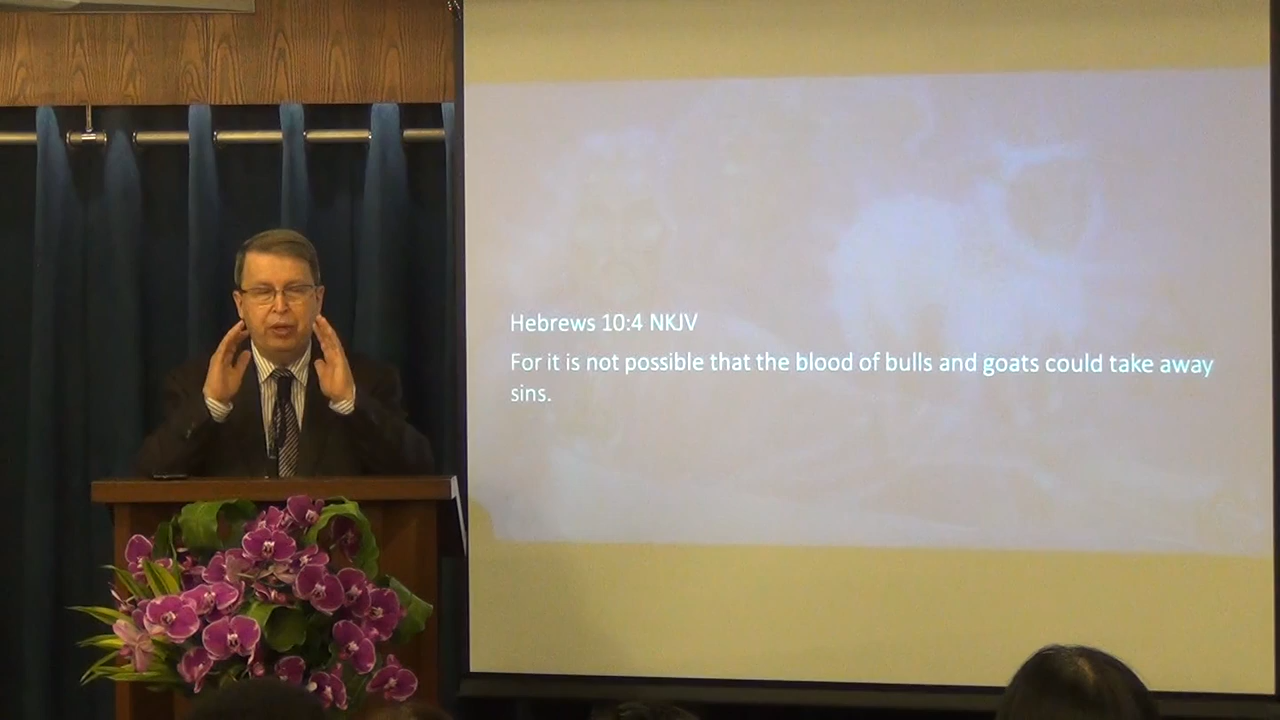 Hebrews 10:4 NKJV
For it is not possible that the blood of bulls and goats could take away
sins.